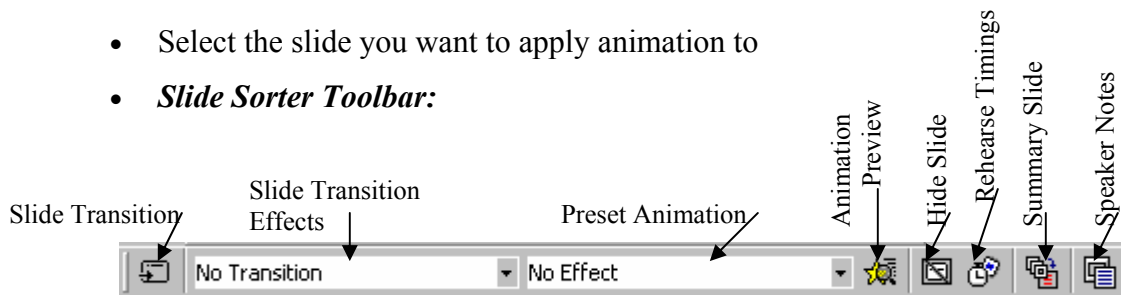 • Select the slide you want to apply animation to
• Slide Sorter Toolbar:
Slide Transition
Slide Transition
Effects
Preset Animation
Animation
Preview
Hide Slide
Rehearse Timings
Summary Slide
Speaker Notes
No Transition
No Effect